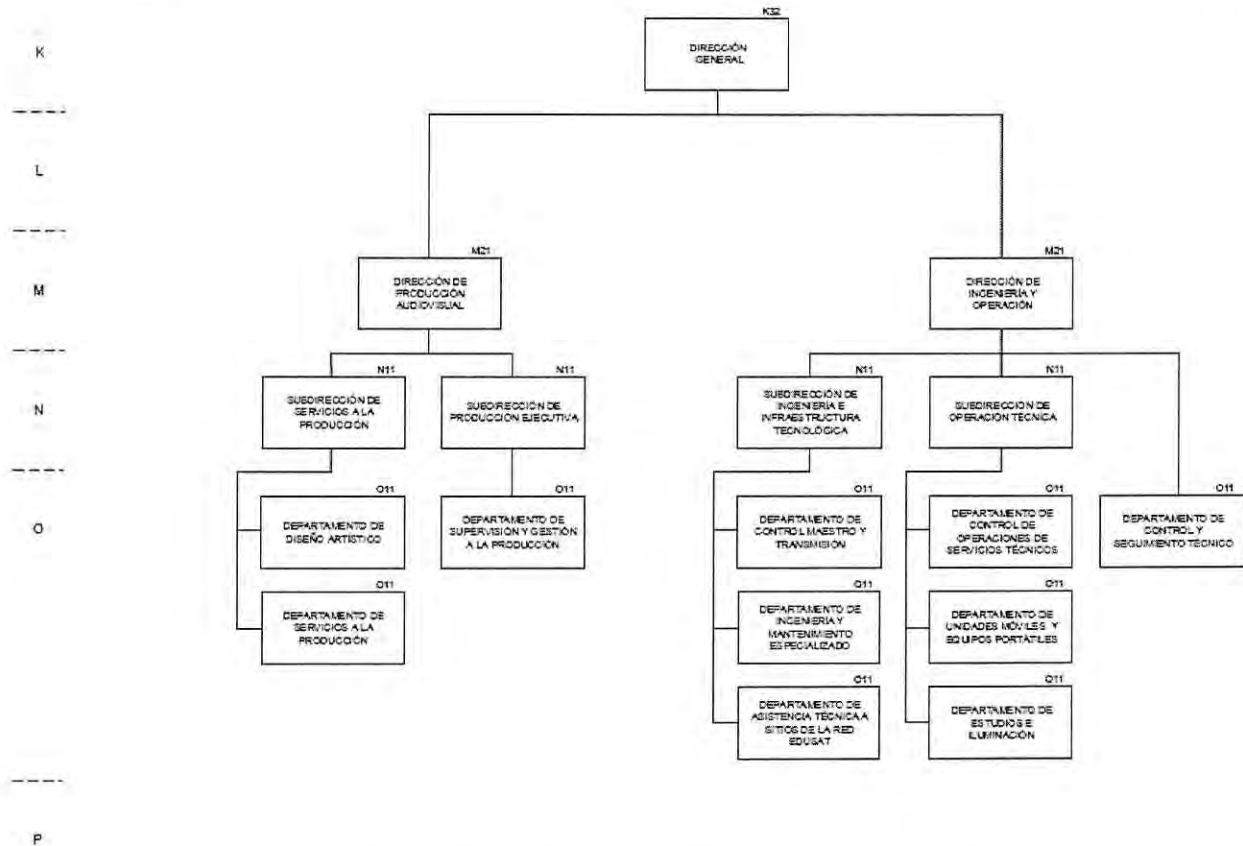 K32
K
DIRECCIÓN
GENERAL
L
M21
M21
M
DIRECCIÓN DE
PRODUCCIÓN
AUDIOVISUAL
DIRECCIÓN DE
INGENIERÍA Y
OPERACIÓN
N11
N11
N11
N11
N
SUBDIRECCIÓN DE
SERVICIOS A LA
PRODUCCIÓN
SUBDIRECCIÓN DE
PRODUCCIÓN EJECUTIVA
SUBDIRECCIÓN DE
INGENIERÍA E
INFRAESTRUCTURA
TECNOLÓGICA
SUBDIRECCIÓN DE
OPERACIÓN TÉCNICA
O11
O11
O11
O11
O11
O
DEPARTAMENTO DE
DISEÑO ARTÍSTICO
DEPARTAMENTO DE
SUPERVISIÓN Y GESTIÓN
A LA PRODUCCIÓN
DEPARTAMENTO DE
CONTROL MAESTRO Y
TRANSMISIÓN
DEPARTAMENTO DE
CONTROL DE
OPERACIONES DE
SERVICIOS TÉCNICOS
DEPARTAMENTO DE
CONTROL Y
SEGUIMIENTO TÉCNICO
O11
O11
O11
DEPARTAMENTO DE
SERVICIOS A LA
PRODUCCIÓN
DEPARTAMENTO DE
INGENIERÍA Y
MANTENIMIENTO
ESPECIALIZADO
DEPARTAMENTO DE
UNIDADES MÓVILES Y
EQUIPOS PORTÁTILES
O11
O11
DEPARTAMENTO DE
ASISTENCIA TÉCNICA A
SITIOS DE LA RED
EDUSAT
DEPARTAMENTO DE
ESTUDIOS E
ILUMINACIÓN
P